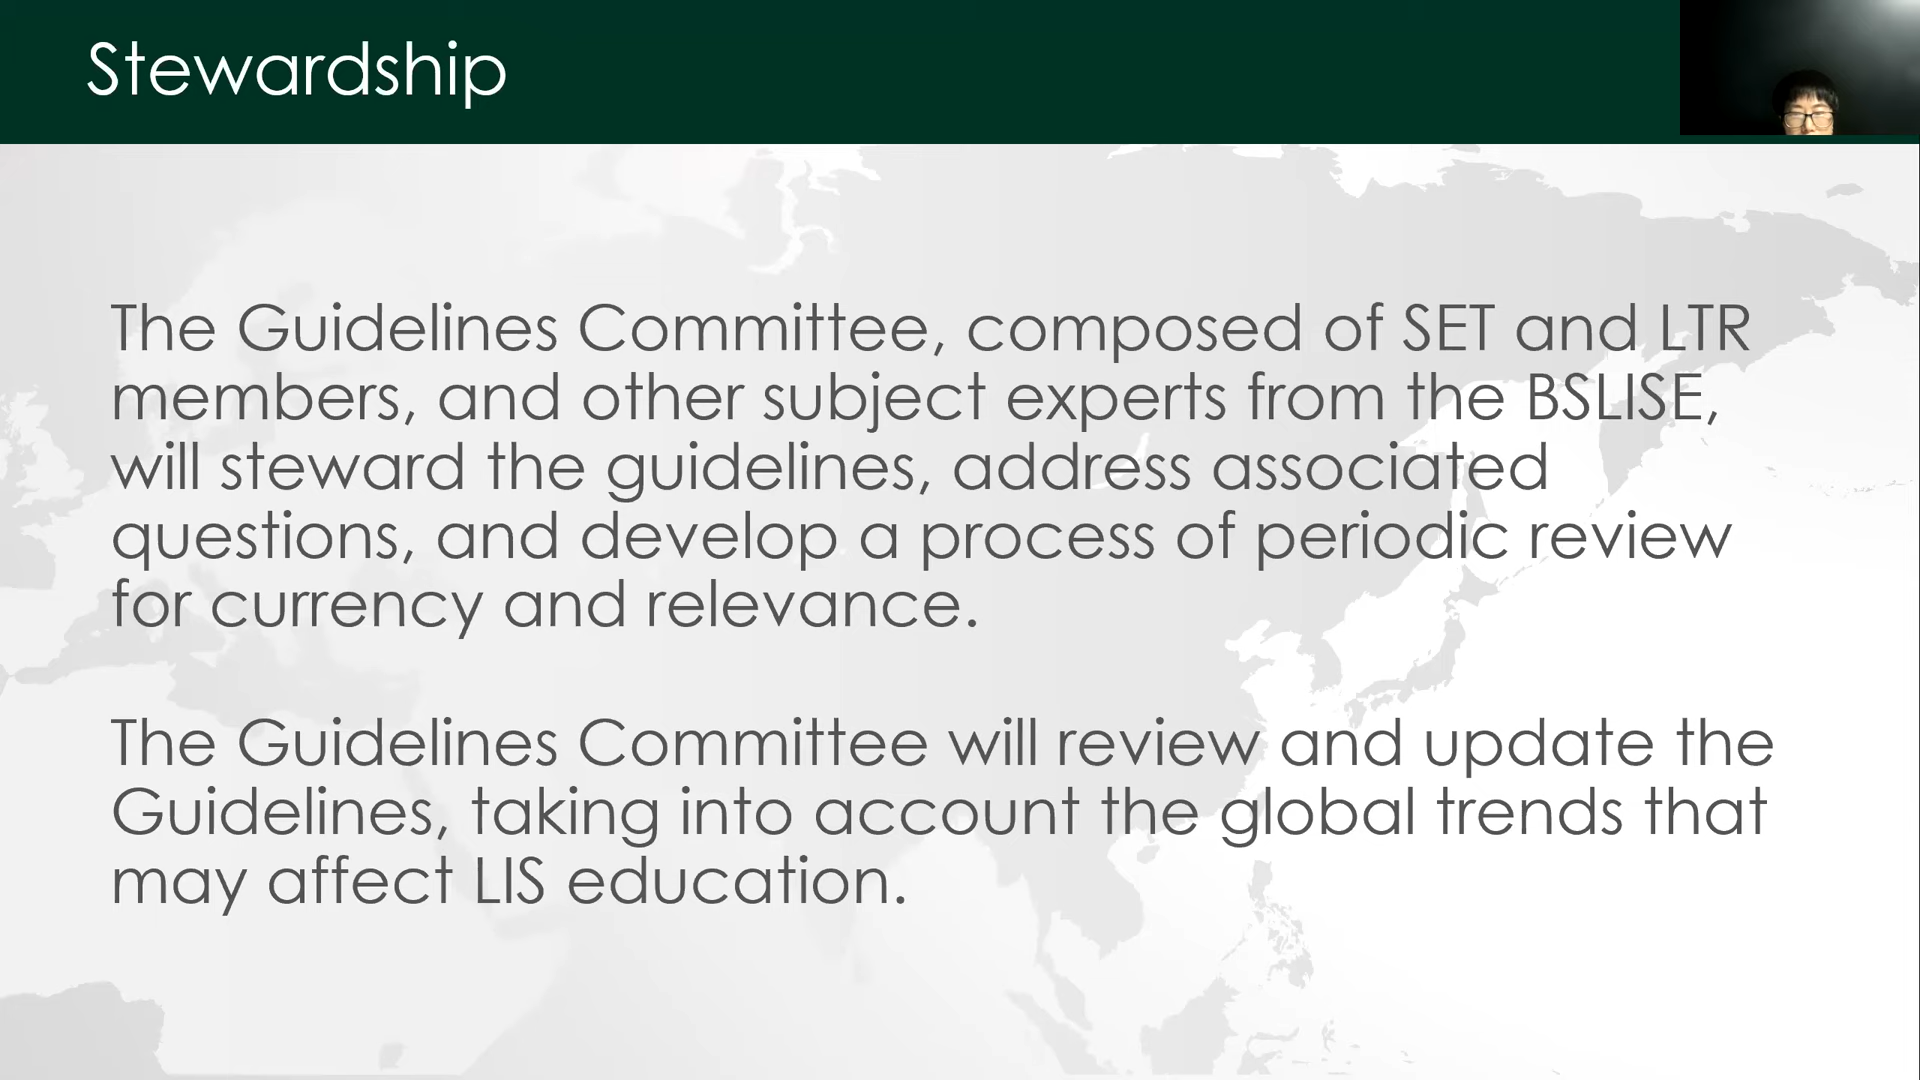 Stewardship
The Guidelines Committee, composed of SET and LTR
members, and other subject experts from the BSLISE,
will steward the guidelines, address associated
questions, and develop a process of periodic review
for currency and relevance.
The Guidelines Committee will review and update the
Guidelines, taking into account the global trends that
may affect LIS education.